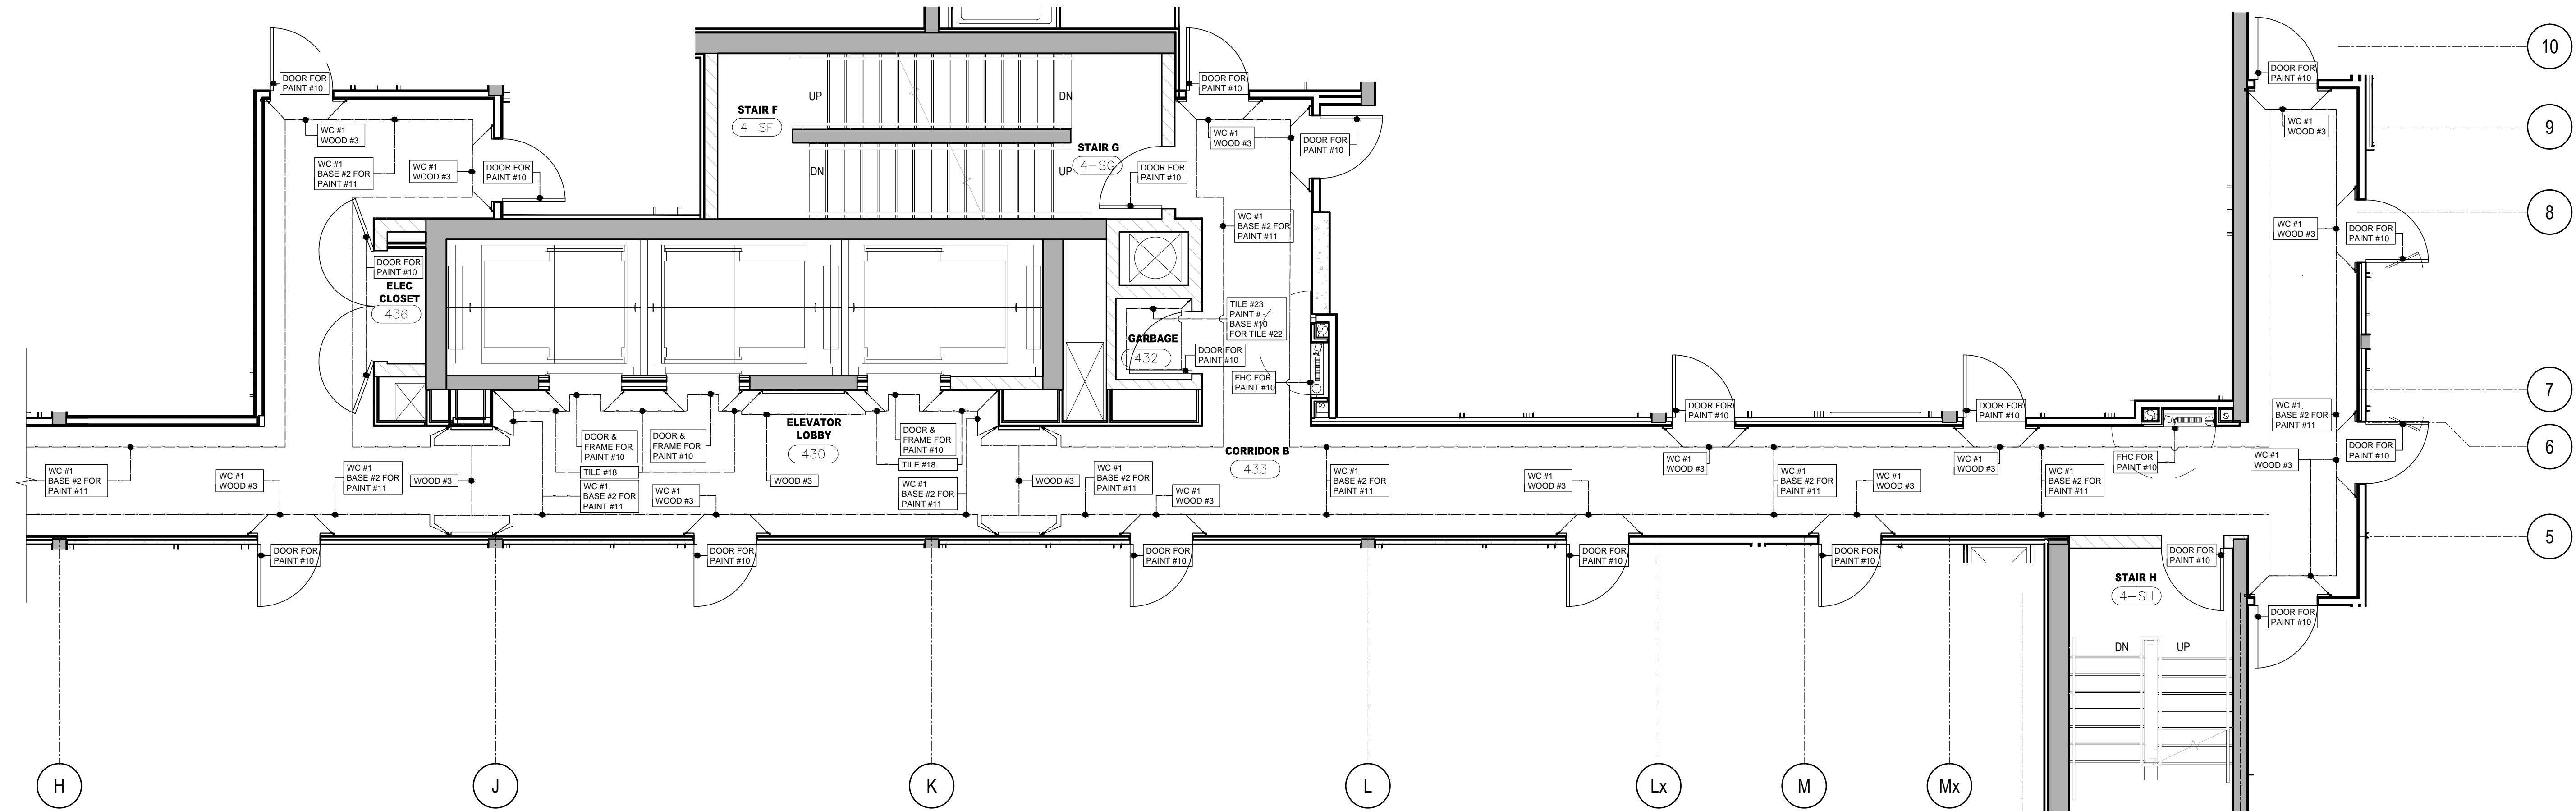 10
DOOR FOR
PAINT #10
DOOR FOR
PAINT #10
DOOR FOR
PAINT #10
UP
DN
STAIR F
4-SF
WC #1
WOOD #3
WC #1
WOOD #3
WC #1
WOOD #3
9
DOOR FOR
PAINT #10
STAIR G
4-SG
WC #1
BASE #2 FOR
PAINT #11
WC #1
WOOD #3
DOOR FOR
PAINT #10
DN
UP
DOOR FOR
PAINT #10
WC #1
BASE #2 FOR
PAINT #11
WC #1
WOOD #3
DOOR FOR
PAINT #10
8
DOOR FOR
PAINT #10
ELEC
CLOSET
436
TILE #23
PAINT # -
BASE #10
FOR TILE #22
GARBAGE
432
DOOR FOR
PAINT #10
FHC FOR
PAINT #10
7
DOOR FOR
PAINT #10
DOOR FOR
PAINT #10
WC #1
BASE #2 FOR
PAINT #11
DOOR &
FRAME FOR
PAINT #10
DOOR &
FRAME FOR
PAINT #10
ELEVATOR
LOBBY
430
DOOR &
FRAME FOR
PAINT #10
CORRIDOR B
433
DOOR FOR
PAINT #10
6
WC #1
BASE #2 FOR
PAINT #11
WC #1
WOOD #3
WC #1
BASE #2 FOR
PAINT #11
WOOD #3
TILE #18
WC #1
BASE #2 FOR
PAINT #11
WC #1
WOOD #3
WOOD #3
TILE #18
WC #1
BASE #2 FOR
PAINT #11
WOOD #3
WC #1
BASE #2 FOR
PAINT #11
WC #1
WOOD #3
WC #1
BASE #2 FOR
PAINT #11
WC #1
WOOD #3
WC #1
WOOD #3
WC #1
BASE #2 FOR
PAINT #11
WC #1
WOOD #3
WC #1
WOOD #3
WC #1
BASE #2 FOR
PAINT #11
FHC FOR
PAINT #10
WC #1
WOOD #3
5
DOOR FOR
PAINT #10
DOOR FOR
PAINT #10
DOOR FOR
PAINT #10
DOOR FOR
PAINT #10
DOOR FOR
PAINT #10
DOOR FOR
PAINT #10
STAIR H
4-SH
DOOR FOR
PAINT #10
DN
UP
H
J
K
L
Lx
M
Mx